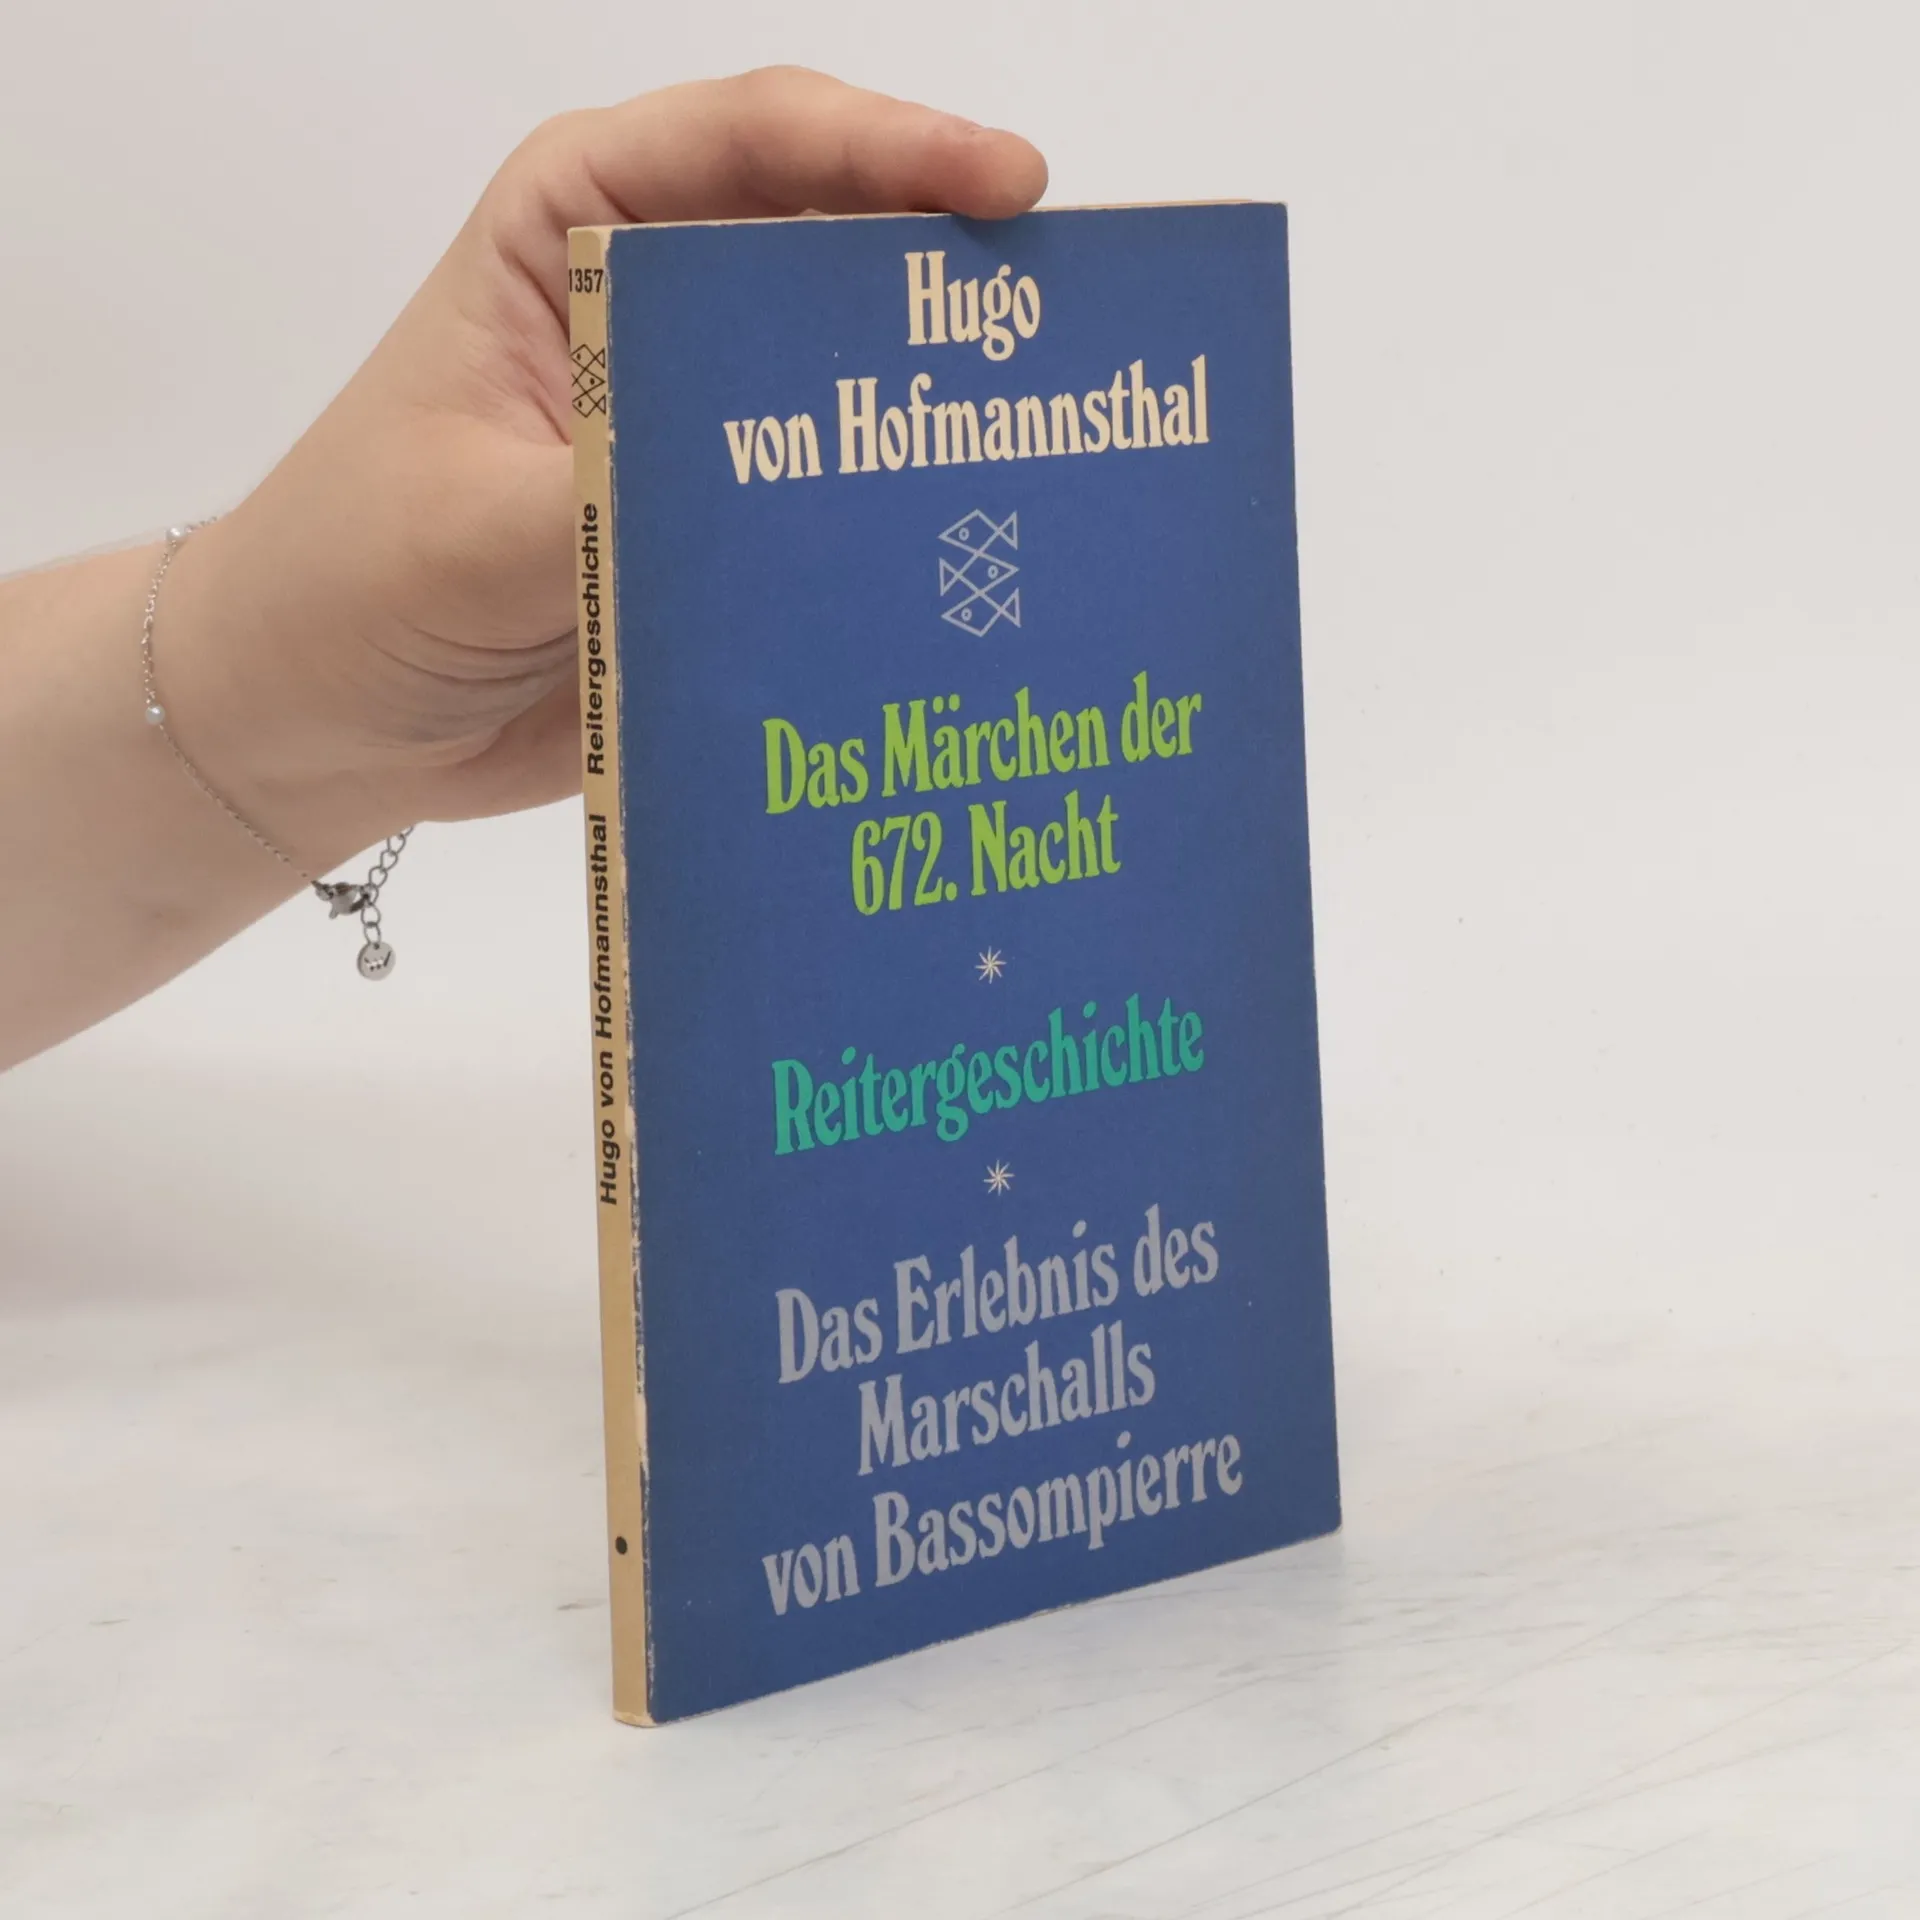 1357
Hugo von Hofmannsthal Reitergeschichte
Hugo
von Hofmannsthal
Das Märchen der
672. Nacht
*
Reitergeschichte
*
Das Erlebnis des
Marschalls
von Bassompierre